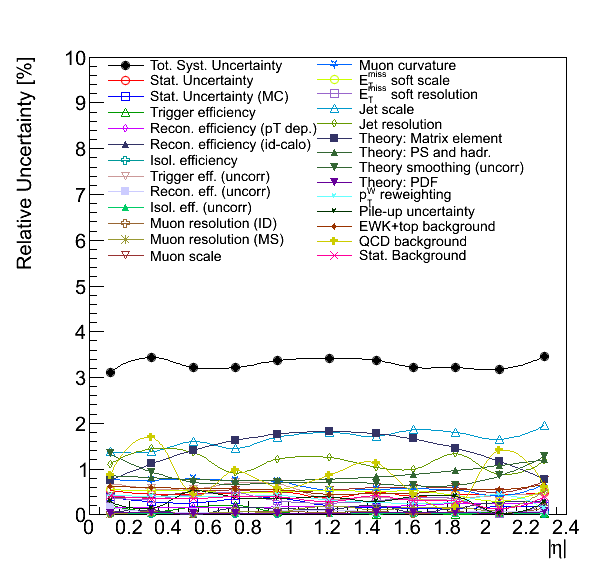 Relative Uncertainty [%]
10
9
8
7
6
5
4
3
2
1
0
Tot. Syst. Uncertainty
Stat. Uncertainty
Stat. Uncertainty (MC)
Trigger efficiency
Recon. efficiency (pT dep.)
Recon. efficiency (id-calo)
Isol. efficiency
Trigger eff. (uncorr)
Recon. eff. (uncorr)
Isol. eff. (uncorr)
Muon resolution (ID)
Muon resolution (MS)
Muon scale
Muon curvature
E_T^miss soft scale
E_T^miss soft resolution
Jet scale
Jet resolution
Theory: Matrix element
Theory: PS and hadr.
Theory smoothing (uncorr)
Theory: PDF
p_T^W reweighting
Pile-up uncertainty
EWK+top background
QCD background
Stat. Background
0 0.2 0.4 0.6 0.8 1 1.2 1.4 1.6 1.8 2 2.2 2.4
|η|